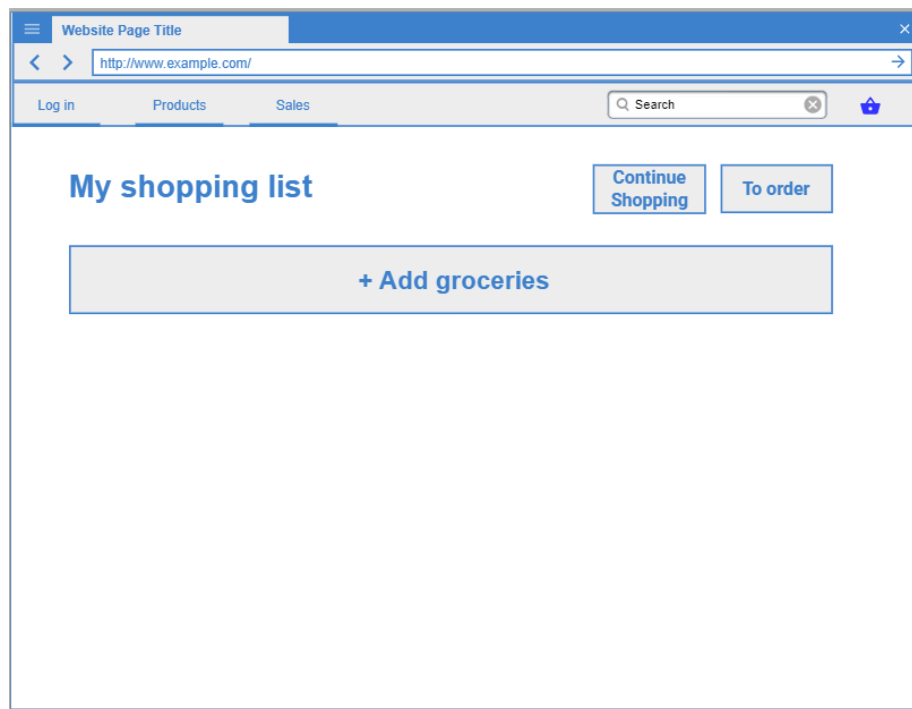 Website Page Title
http://www.example.com/
Log in
Products
Sales
Search
My shopping list
Continue
Shopping
To order
+ Add groceries